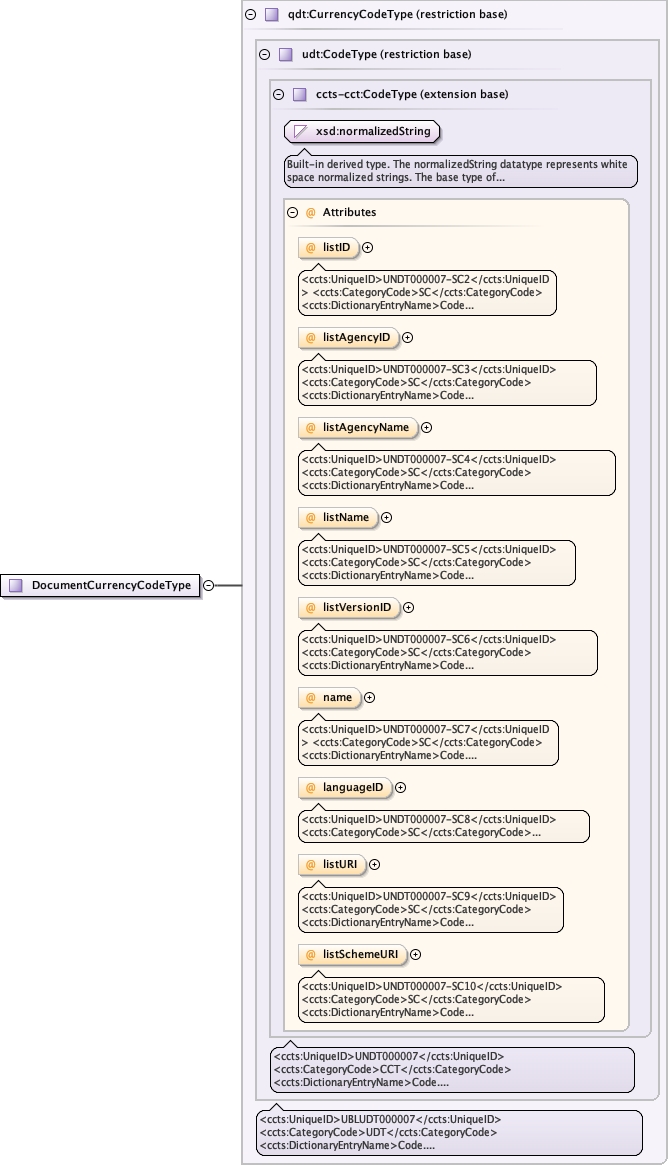 qdt:CurrencyCodeType (restriction base)
udt:CodeType (restriction base)
ccts-cct:CodeType (extension base)
xsd:normalizedString
Built-in derived type. The normalizedString datatype represents white
space normalized strings. The base type of...
@ Attributes
@ listID
<ccts:UniqueID>UNDT000007-SC2</ccts:UniqueID
> <ccts:CategoryCode>SC</ccts:CategoryCode>
<ccts:DictionaryEntryName>Code...
@ listAgencyID
<ccts:UniqueID>UNDT000007-SC3</ccts:UniqueID>
<ccts:CategoryCode>SC</ccts:CategoryCode>
<ccts:DictionaryEntryName>Code...
@ listAgencyName
<ccts:UniqueID>UNDT000007-SC4</ccts:UniqueID>
<ccts:CategoryCode>SC</ccts:CategoryCode>
<ccts:DictionaryEntryName>Code...
@ listName
<ccts:UniqueID>UNDT000007-SC5</ccts:UniqueID>
<ccts:CategoryCode>SC</ccts:CategoryCode>
<ccts:DictionaryEntryName>Code...
DocumentCurrencyCodeType
@ listVersionID
<ccts:UniqueID>UNDT000007-SC6</ccts:UniqueID>
<ccts:CategoryCode>SC</ccts:CategoryCode>
<ccts:DictionaryEntryName>Code...
@ name
<ccts:UniqueID>UNDT000007-SC7</ccts:UniqueID
> <ccts:CategoryCode>SC</ccts:CategoryCode>
<ccts:DictionaryEntryName>Code....
@ languageID
<ccts:UniqueID>UNDT000007-SC8</ccts:UniqueID>
<ccts:CategoryCode>SC</ccts:CategoryCode>...
@ listURI
<ccts:UniqueID>UNDT000007-SC9</ccts:UniqueID>
<ccts:CategoryCode>SC</ccts:CategoryCode>
<ccts:DictionaryEntryName>Code...
@ listSchemeURI
<ccts:UniqueID>UNDT000007-SC10</ccts:UniqueID>
<ccts:CategoryCode>SC</ccts:CategoryCode>
<ccts:DictionaryEntryName>Code...
<ccts:UniqueID>UNDT000007</ccts:UniqueID>
<ccts:CategoryCode>CCT</ccts:CategoryCode>
<ccts:DictionaryEntryName>Code....
<ccts:UniqueID>UBLUDT000007</ccts:UniqueID>
<ccts:CategoryCode>UDT</ccts:CategoryCode>
<ccts:DictionaryEntryName>Code....